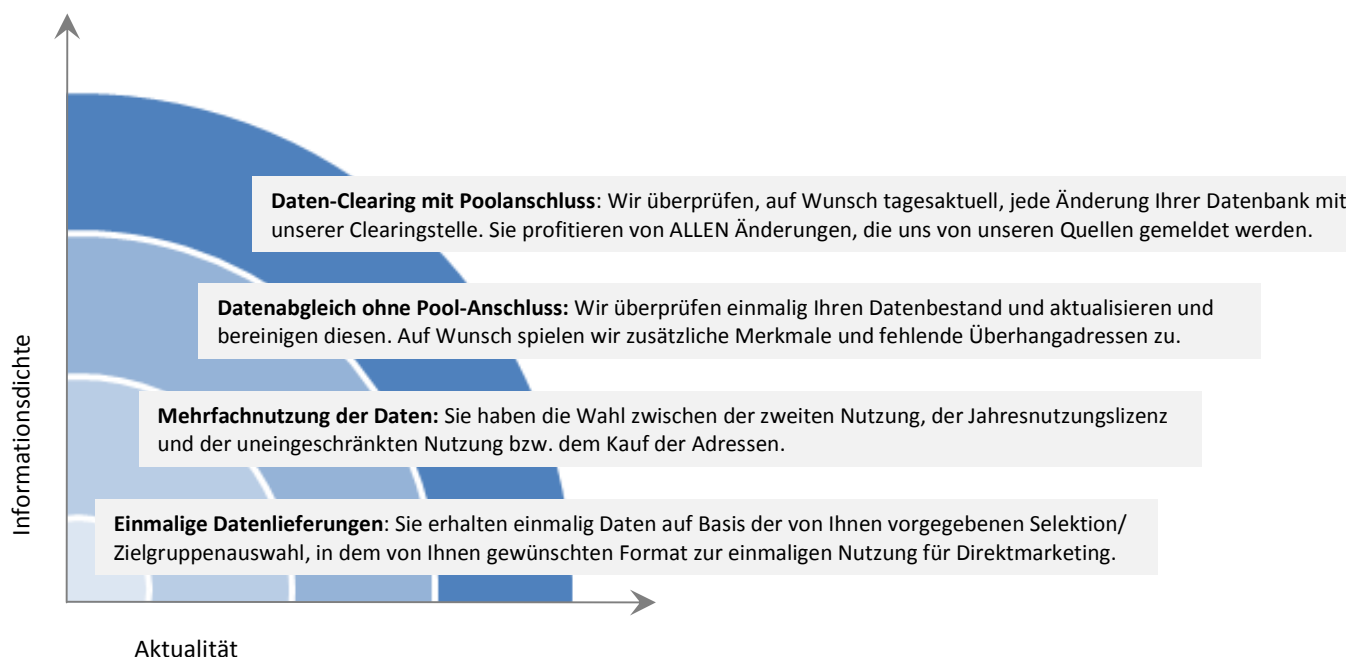 Daten-Clearing mit Poolanschluss: Wir überprüfen, auf Wunsch tagesaktuell, jede Änderung Ihrer Datenbank mit
unserer Clearingstelle. Sie profitieren von ALLEN Änderungen, die uns von unseren Quellen gemeldet werden.
Datenabgleich ohne Pool-Anschluss: Wir überprüfen einmalig Ihren Datenbestand und aktualisieren und
bereinigen diesen. Auf Wunsch spielen wir zusätzliche Merkmale und fehlende Überhangadressen zu.
Mehrfachnutzung der Daten: Sie haben die Wahl zwischen der zweiten Nutzung, der Jahresnutzungslizenz
und der uneingeschränkten Nutzung bzw. dem Kauf der Adressen.
Einmalige Datenlieferungen: Sie erhalten einmalig Daten auf Basis der von Ihnen vorgegebenen Selektion/
Zielgruppenauswahl, in dem von Ihnen gewünschten Format zur einmaligen Nutzung für Direktmarketing.
Informationsdichte
Aktualität